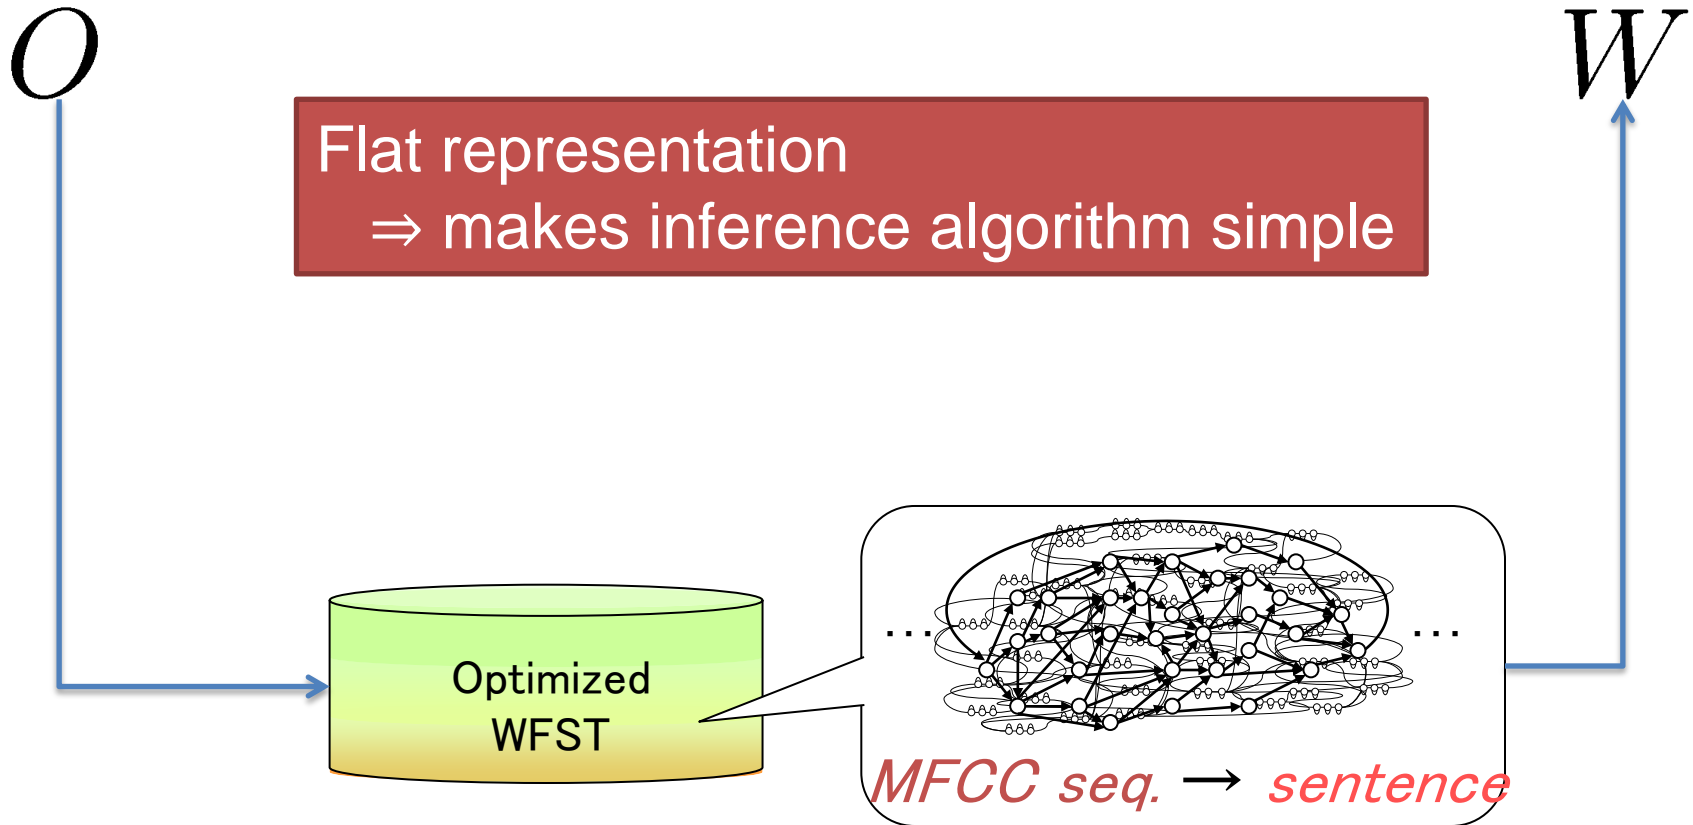 O
W
Flat representation
⇒ makes inference algorithm simple
... ...
Optimized
WFST
MFCC seq. → sentence